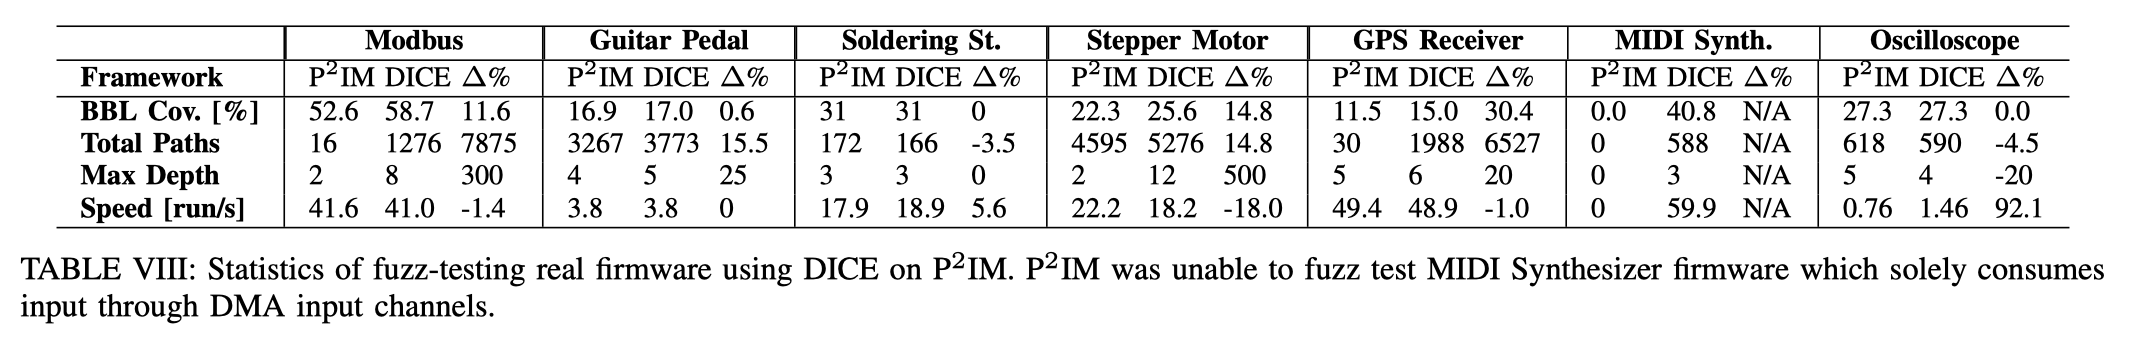 Modbus Guitar Pedal Soldering St. Stepper Motor GPS Receiver MIDI Synth. Oscilloscope
Framework P²IM DICE △% P²IM DICE △% P²IM DICE △% P²IM DICE △% P²IM DICE △% P²IM DICE △% P²IM DICE △%
BBL Cov. [%] 52.6 58.7 11.6 16.9 17.0 0.6 31 31 0 22.3 25.6 14.8 11.5 15.0 30.4 0.0 40.8 N/A 27.3 27.3 0.0
Total Paths 16 1276 7875 3267 3773 15.5 172 166 -3.5 4595 5276 14.8 30 1988 6527 0 588 N/A 618 590 -4.5
Max Depth 2 8 300 4 5 25 3 3 0 2 12 500 5 6 20 0 3 N/A 5 4 -20
Speed [run/s] 41.6 41.0 -1.4 3.8 3.8 0 17.9 18.9 5.6 22.2 18.2 -18.0 49.4 48.9 -1.0 0 59.9 N/A 0.76 1.46 92.1
TABLE VIII: Statistics of fuzz-testing real firmware using DICE on P²IM. P²IM was unable to fuzz test MIDI Synthesizer firmware which solely consumes
input through DMA input channels.